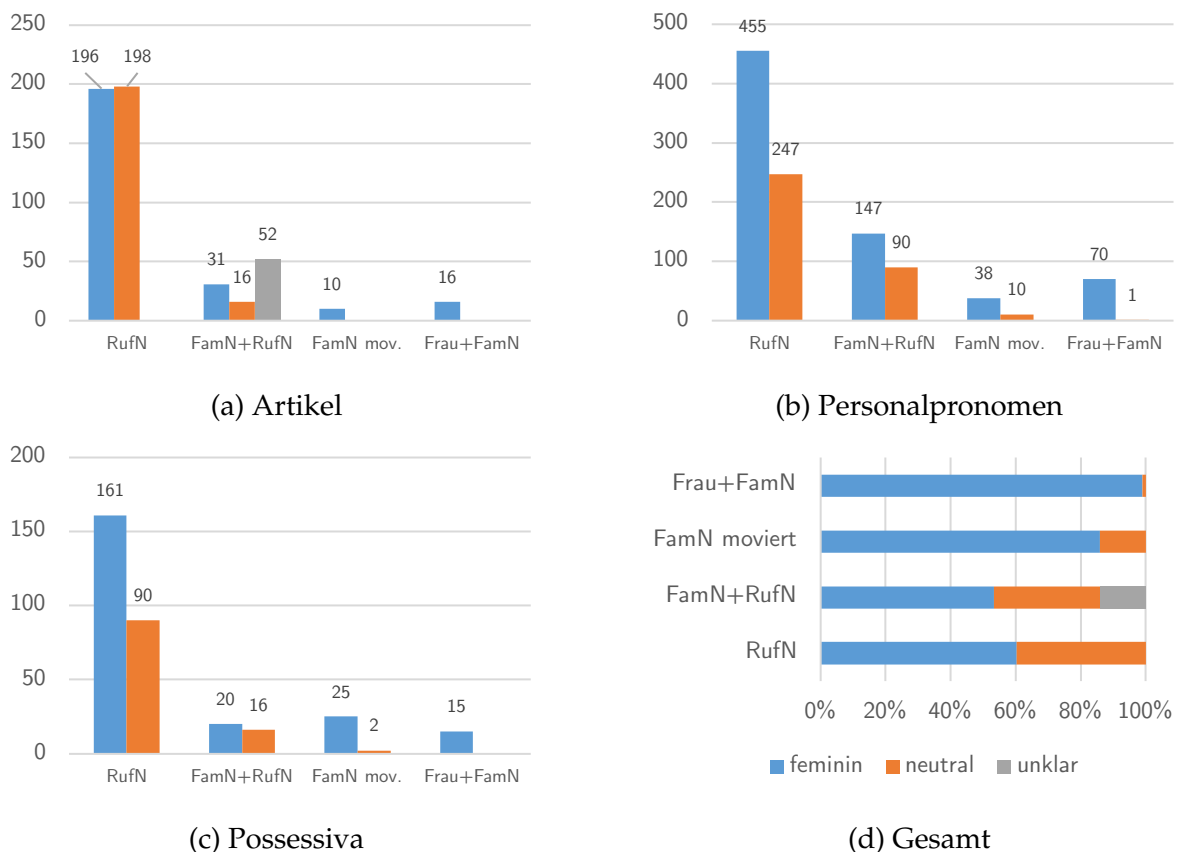 250
200
150
100
50
0
196
198
31
16
52
10
16
RufN
FamN+RufN
FamN mov.
Frau+FamN
(a) Artikel
500
400
300
200
100
0
455
247
147
90
38
10
70
1
RufN
FamN+RufN
FamN mov.
Frau+FamN
(b) Personalpronomen
200
150
100
50
0
161
90
20
16
25
2
15
RufN
FamN+RufN
FamN mov.
Frau+FamN
(c) Possessiva
Frau+FamN
FamN moviert
FamN+RufN
RufN
0% 20% 40% 60% 80% 100%
feminin neutral unklar
(d) Gesamt